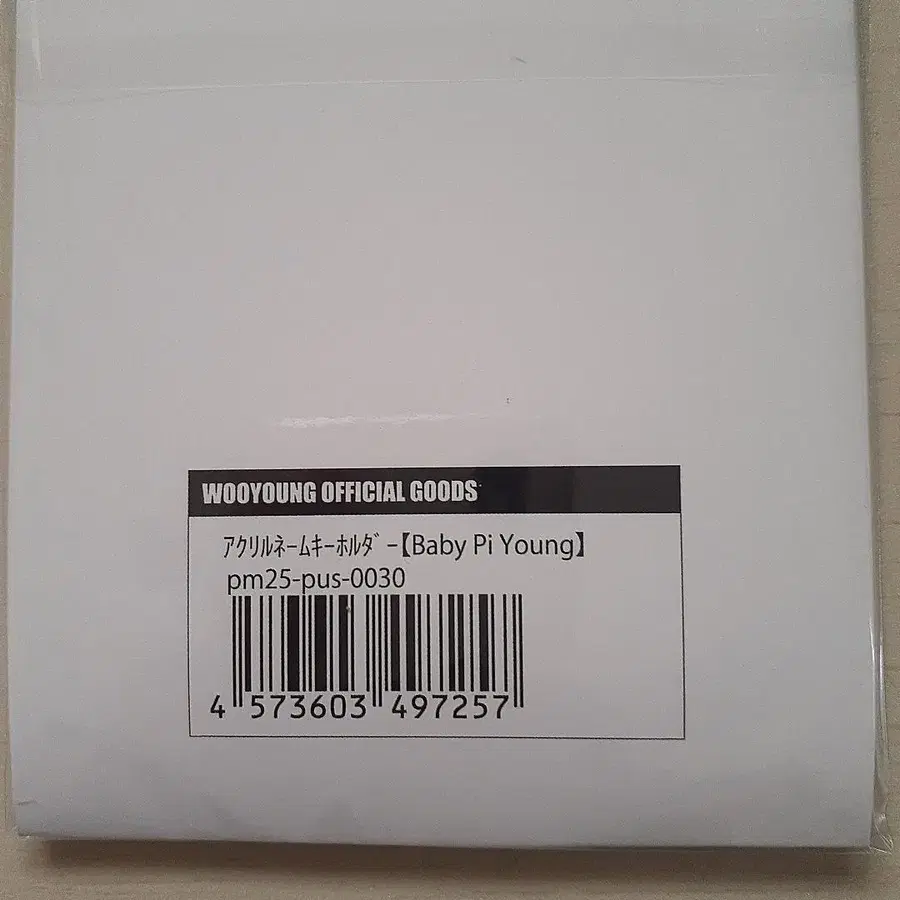 WOOYOUNG OFFICIAL GOODS
ｱｸﾘﾙﾈｰﾑｷｰﾎﾙﾀﾞｰ【Baby Pi Young】
pm25-pus-0030
4 573603 497257